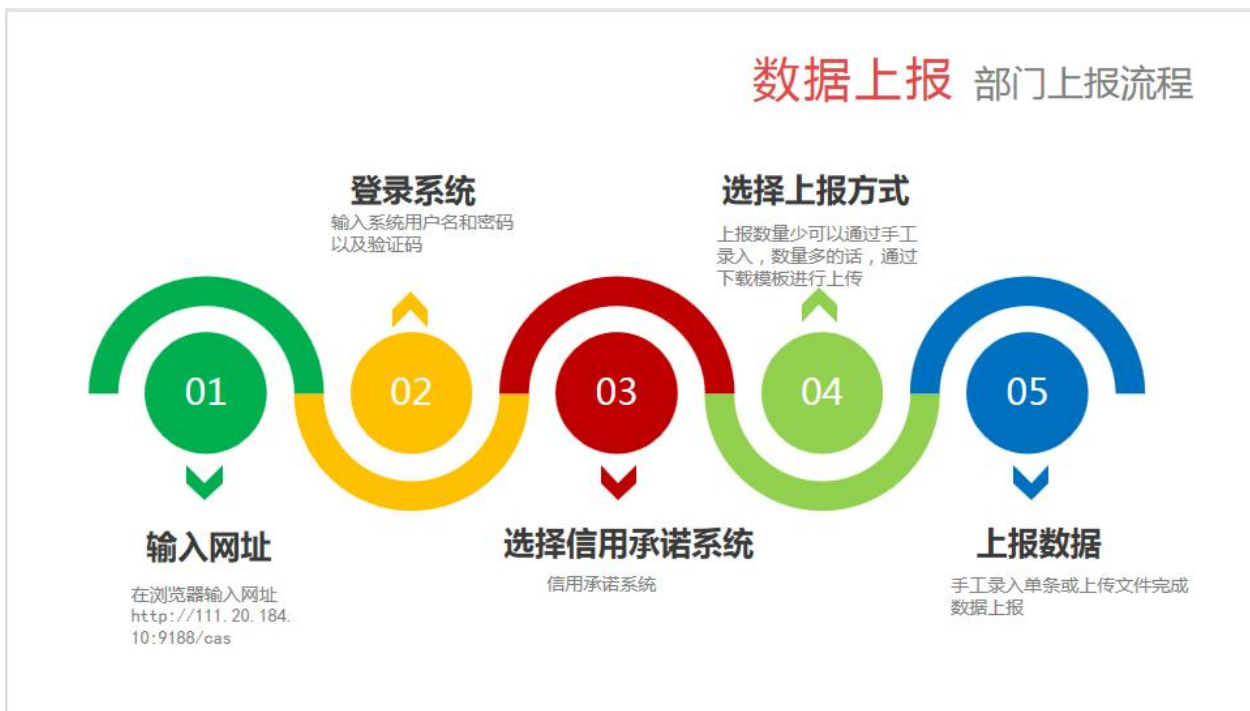 数据上报 部门上报流程
登录系统
输入系统用户名和密码
以及验证码
选择上报方式
上报数量少可以通过手工
录入，数量多的话，通过
下载模板进行上传
01
02
03
04
05
输入网址
在浏览器输入网址
http://111.20.184.
10:9188/cas
选择信用承诺系统
信用承诺系统
上报数据
手工录入单条或上传文件完成
数据上报